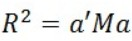 R² = a′Ma